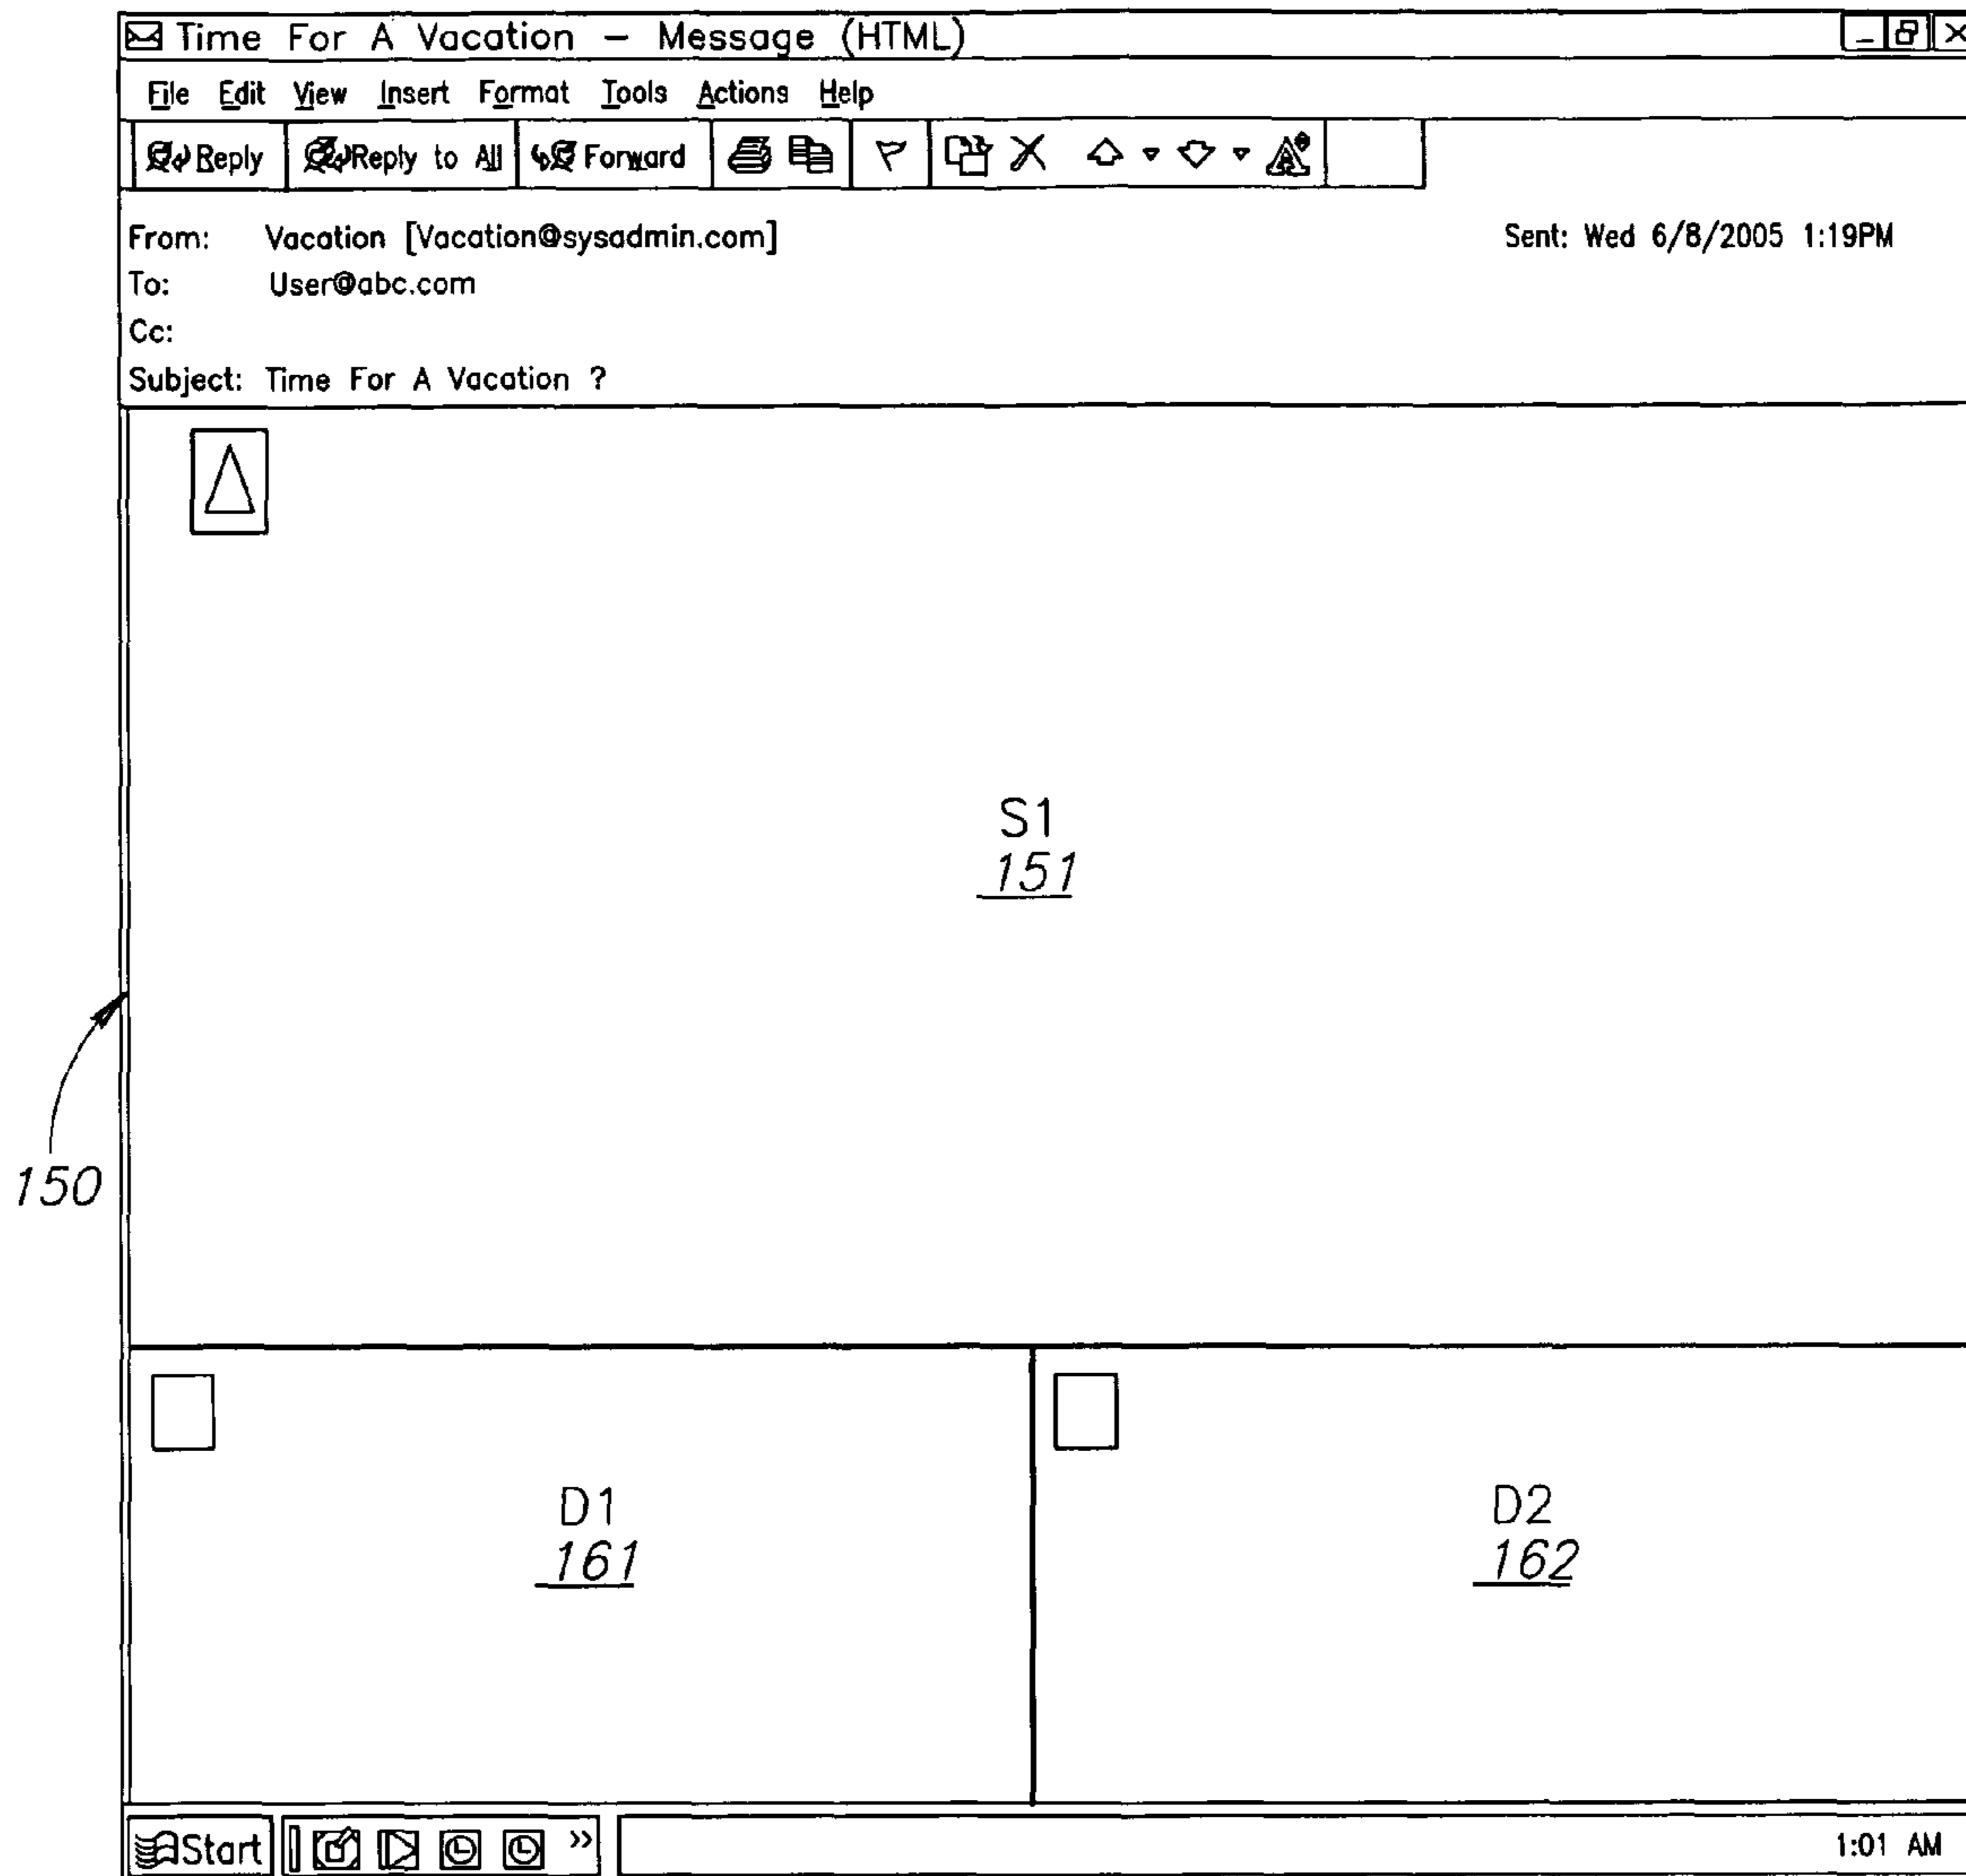 Time For A Vacation – Message (HTML)
File Edit View Insert Format Tools Actions Help
Reply Reply to All Forward
From: Vacation [Vacation@sysadmin.com] Sent: Wed 6/8/2005 1:19PM
To: User@abc.com
Cc:
Subject: Time For A Vacation ?
S1
151
150
D1
161
D2
162
Start » 1:01 AM